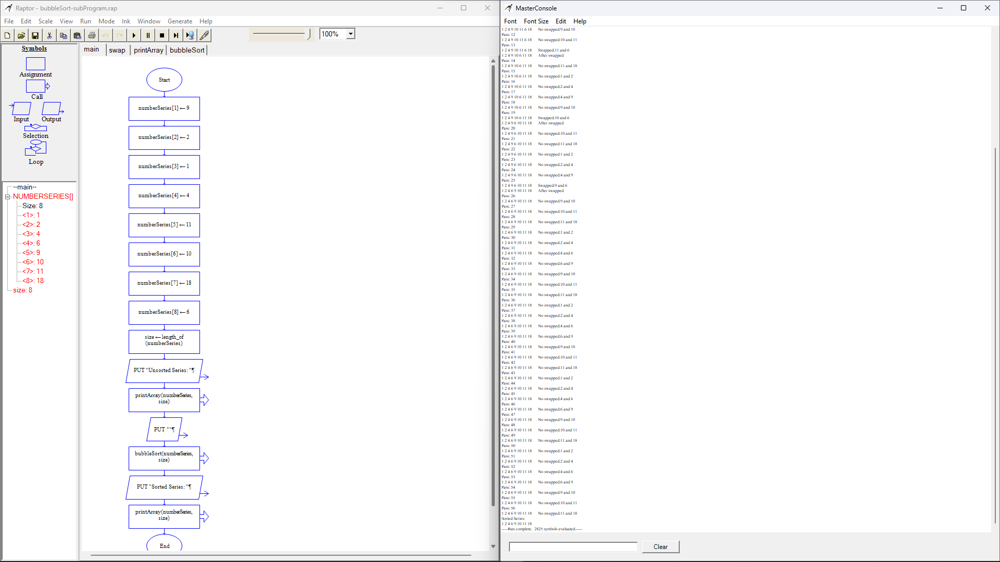 Raptor - bubbleSort-subProgram.rap
File Edit Scale View Run Mode Ink Window Generate Help
100%
Symbols
Assignment
Call
Input Output
Selection
Loop
--main--
NUMBERSERIES[]
Size: 8
<1>: 1
<2>: 2
<3>: 4
<4>: 6
<5>: 9
<6>: 10
<7>: 11
<8>: 18
size: 8
main swap printArray bubbleSort
Start
numberSeries[1] ← 9
numberSeries[2] ← 2
numberSeries[3] ← 1
numberSeries[4] ← 4
numberSeries[5] ← 11
numberSeries[6] ← 10
numberSeries[7] ← 18
numberSeries[8] ← 6
size ← length_of
(numberSeries)
PUT "Unsorted Series: "¶
printArray(numberSeries,
size)
PUT ""¶
bubbleSort(numberSeries,
size)
PUT "Sorted Series: "¶
printArray(numberSeries,
size)
End
MasterConsole
Font Font Size Edit Help
1 2 4 9 10 11 6 18 No swapped:9 and 10
Pass: 12
1 2 4 9 10 11 6 18 No swapped:10 and 11
Pass: 13
1 2 4 9 10 11 6 18 Swapped:11 and 6
1 2 4 9 10 6 11 18 After swapped
Pass: 14
1 2 4 9 10 6 11 18 No swapped:11 and 18
Pass: 15
1 2 4 9 10 6 11 18 No swapped:1 and 2
Pass: 16
1 2 4 9 10 6 11 18 No swapped:2 and 4
Pass: 17
1 2 4 9 10 6 11 18 No swapped:4 and 9
Pass: 18
1 2 4 9 10 6 11 18 No swapped:9 and 10
Pass: 19
1 2 4 9 10 6 11 18 Swapped:10 and 6
1 2 4 9 6 10 11 18 After swapped
Pass: 20
1 2 4 9 6 10 11 18 No swapped:10 and 11
Pass: 21
1 2 4 9 6 10 11 18 No swapped:11 and 18
Pass: 22
1 2 4 9 6 10 11 18 No swapped:1 and 2
Pass: 23
1 2 4 9 6 10 11 18 No swapped:2 and 4
Pass: 24
1 2 4 9 6 10 11 18 No swapped:4 and 9
Pass: 25
1 2 4 9 6 10 11 18 Swapped:9 and 6
1 2 4 6 9 10 11 18 After swapped
Pass: 26
1 2 4 6 9 10 11 18 No swapped:9 and 10
Pass: 27
1 2 4 6 9 10 11 18 No swapped:10 and 11
Pass: 28
1 2 4 6 9 10 11 18 No swapped:11 and 18
Pass: 29
1 2 4 6 9 10 11 18 No swapped:1 and 2
Pass: 30
1 2 4 6 9 10 11 18 No swapped:2 and 4
Pass: 31
1 2 4 6 9 10 11 18 No swapped:4 and 6
Pass: 32
1 2 4 6 9 10 11 18 No swapped:6 and 9
Pass: 33
1 2 4 6 9 10 11 18 No swapped:9 and 10
Pass: 34
1 2 4 6 9 10 11 18 No swapped:10 and 11
Pass: 35
1 2 4 6 9 10 11 18 No swapped:11 and 18
Pass: 36
1 2 4 6 9 10 11 18 No swapped:1 and 2
Pass: 37
1 2 4 6 9 10 11 18 No swapped:2 and 4
Pass: 38
1 2 4 6 9 10 11 18 No swapped:4 and 6
Pass: 39
1 2 4 6 9 10 11 18 No swapped:6 and 9
Pass: 40
1 2 4 6 9 10 11 18 No swapped:9 and 10
Pass: 41
1 2 4 6 9 10 11 18 No swapped:10 and 11
Pass: 42
1 2 4 6 9 10 11 18 No swapped:11 and 18
Pass: 43
1 2 4 6 9 10 11 18 No swapped:1 and 2
Pass: 44
1 2 4 6 9 10 11 18 No swapped:2 and 4
Pass: 45
1 2 4 6 9 10 11 18 No swapped:4 and 6
Pass: 46
1 2 4 6 9 10 11 18 No swapped:6 and 9
Pass: 47
1 2 4 6 9 10 11 18 No swapped:9 and 10
Pass: 48
1 2 4 6 9 10 11 18 No swapped:10 and 11
Pass: 49
1 2 4 6 9 10 11 18 No swapped:11 and 18
Pass: 50
1 2 4 6 9 10 11 18 No swapped:1 and 2
Pass: 51
1 2 4 6 9 10 11 18 No swapped:2 and 4
Pass: 52
1 2 4 6 9 10 11 18 No swapped:4 and 6
Pass: 53
1 2 4 6 9 10 11 18 No swapped:6 and 9
Pass: 54
1 2 4 6 9 10 11 18 No swapped:9 and 10
Pass: 55
1 2 4 6 9 10 11 18 No swapped:10 and 11
Pass: 56
1 2 4 6 9 10 11 18 No swapped:11 and 18
Sorted Series:
1 2 4 6 9 10 11 18
----Run complete. 2825 symbols evaluated.----
Clear